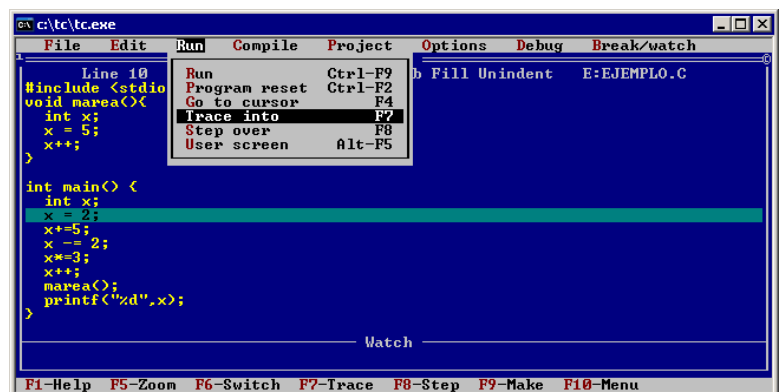 c:\tc\tc.exe
File Edit Run Compile Project Options Debug Break/watch
Line 10 b Fill Unindent E:EJEMPLO.C
Run Ctrl-F9
Program reset Ctrl-F2
Go to cursor F4
Trace into F7
Step over F8
User screen Alt-F5
#include <stdio
void marea(){
int x;
x = 5;
x++;
}
int main() {
int x;
x = 2;
x+=5;
x -= 2;
x*=3;
x++;
marea();
printf("%d",x);
}
Watch
F1-Help F5-Zoom F6-Switch F7-Trace F8-Step F9-Make F10-Menu